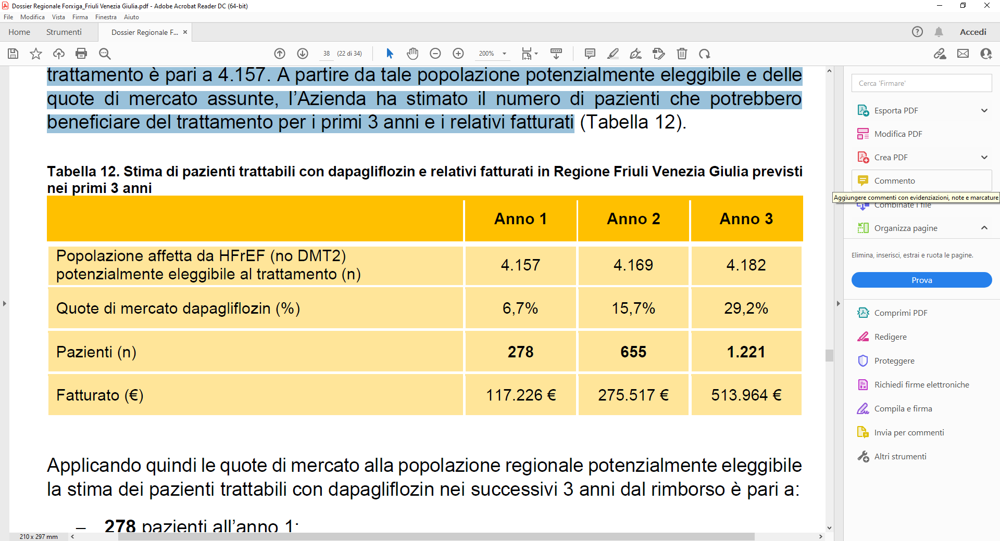 Dossier Regionale Forxiga_Friuli Venezia Giulia.pdf - Adobe Acrobat Reader DC (64-bit)
File Modifica Vista Firma Finestra Aiuto
Home Strumenti Dossier Regionale F... × Accedi
38 (22 di 34) 200%
trattamento è pari a 4.157. A partire da tale popolazione potenzialmente eleggibile e delle
quote di mercato assunte, l’Azienda ha stimato il numero di pazienti che potrebbero
beneficiare del trattamento per i primi 3 anni e i relativi fatturati (Tabella 12).
Tabella 12. Stima di pazienti trattabili con dapagliflozin e relativi fatturati in Regione Friuli Venezia Giulia previsti
nei primi 3 anni
Anno 1 Anno 2 Anno 3
Popolazione affetta da HFrEF (no DMT2)
potenzialmente eleggibile al trattamento (n) 4.157 4.169 4.182
Quote di mercato dapagliflozin (%) 6,7% 15,7% 29,2%
Pazienti (n) 278 655 1.221
Fatturato (€) 117.226 € 275.517 € 513.964 €
Applicando quindi le quote di mercato alla popolazione regionale potenzialmente eleggibile
la stima dei pazienti trattabili con dapagliflozin nei successivi 3 anni dal rimborso è pari a:
– 278 pazienti all’anno 1;
210 x 297 mm
Cerca 'Firmare'
Esporta PDF
Modifica PDF
Crea PDF
Commento
Aggiungere commenti con evidenziazioni, note e marcature
Combinate i file
Organizza pagine
Elimina, inserisci, estrai e ruota le pagine.
Prova
Comprimi PDF
Redigere
Proteggere
Richiedi firme elettroniche
Compila e firma
Invia per commenti
Altri strumenti